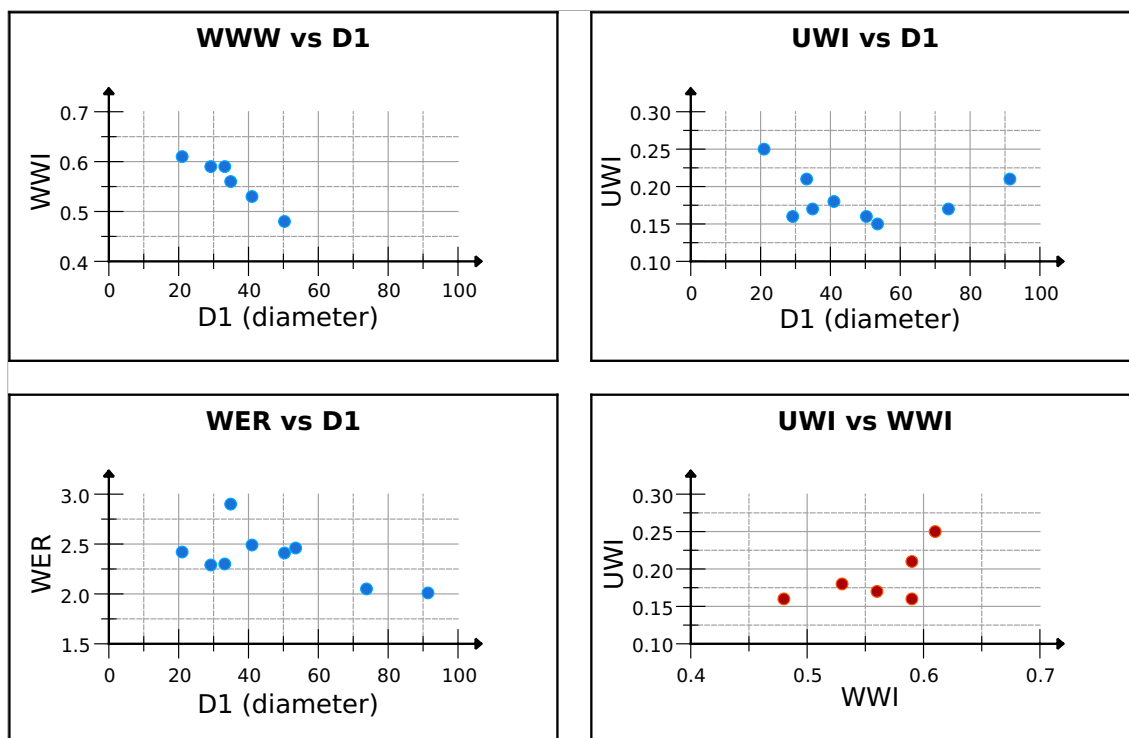 WWW vs D1
WWI
0.7
0.6
0.5
0.4
0 20 40 60 80 100
D1 (diameter)
UWI vs D1
UWI
0.30
0.25
0.20
0.15
0.10
0 20 40 60 80 100
D1 (diameter)
WER vs D1
WER
3.0
2.5
2.0
1.5
0 20 40 60 80 100
D1 (diameter)
UWI vs WWI
UWI
0.30
0.25
0.20
0.15
0.10
0.4 0.5 0.6 0.7
WWI